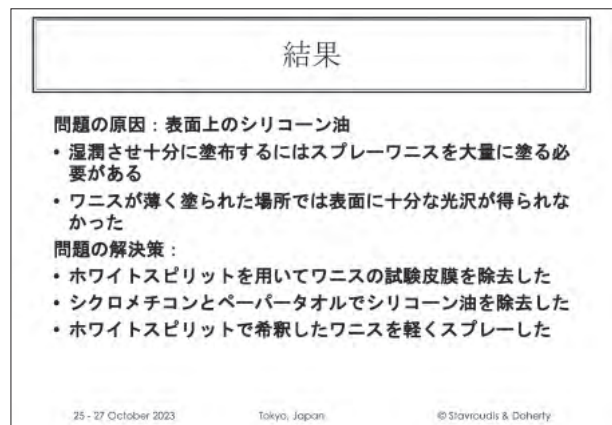 結果
問題の原因：表面上のシリコーン油
• 湿潤させ十分に塗布するにはスプレーワニスを大量に塗る必
要がある
• ワニスが薄く塗られた場所では表面に十分な光沢が得られな
かった
問題の解決策：
• ホワイトスピリットを用いてワニスの試験皮膜を除去した
• シクロメチコンとペーパータオルでシリコーン油を除去した
• ホワイトスピリットで希釈したワニスを軽くスプレーした
25 - 27 October 2023 Tokyo, Japan © Stavroudis & Doherty